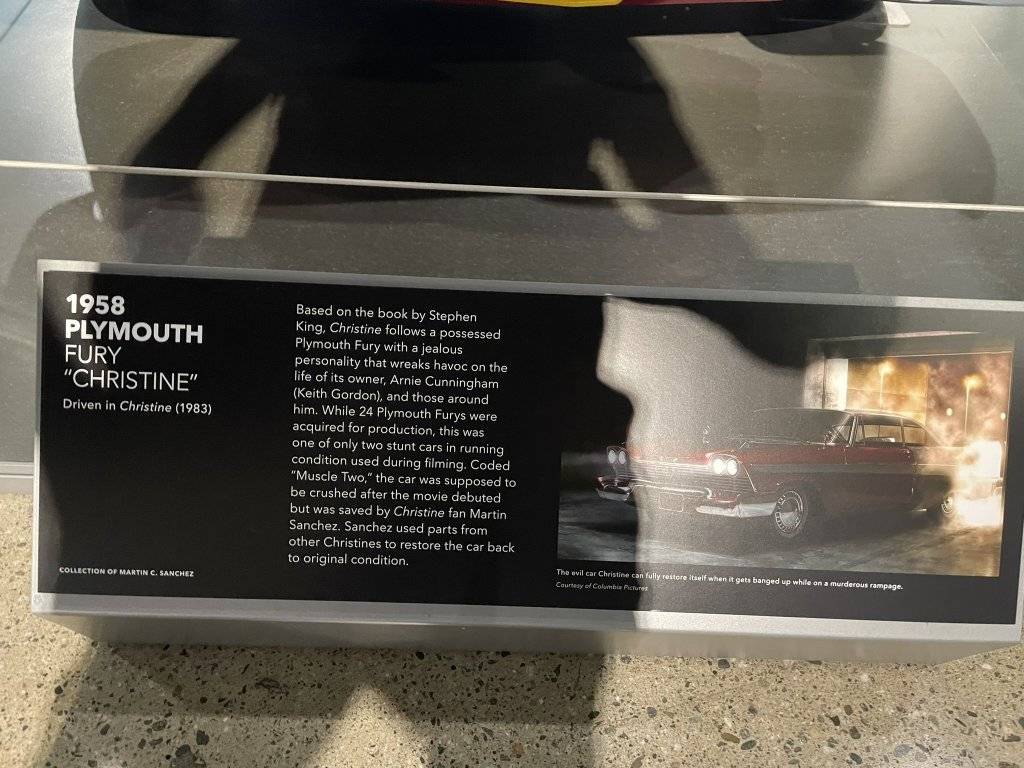 1958
PLYMOUTH
FURY
"CHRISTINE"
Driven in Christine (1983)
COLLECTION OF MARTIN C. SANCHEZ
Based on the book by Stephen
King, Christine follows a possessed
Plymouth Fury with a jealous
personality that wreaks havoc on the
life of its owner, Arnie Cunningham
(Keith Gordon), and those around
him. While 24 Plymouth Furys were
acquired for production, this was
one of only two stunt cars in running
condition used during filming. Coded
"Muscle Two," the car was supposed to
be crushed after the movie debuted
but was saved by Christine fan Martin
Sanchez. Sanchez used parts from
other Christines to restore the car back
to original condition.
The evil car Christine can fully restore itself when it gets banged up while on a murderous rampage.
Courtesy of Columbia Pictures